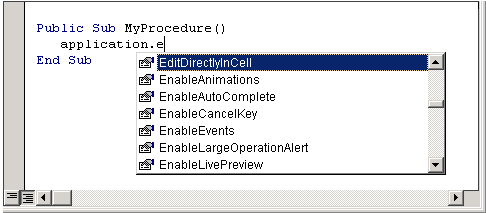 Public Sub MyProcedure()
application.e
End Sub
EditDirectlyInCell
EnableAnimations
EnableAutoComplete
EnableCancelKey
EnableEvents
EnableLargeOperationAlert
EnableLivePreview